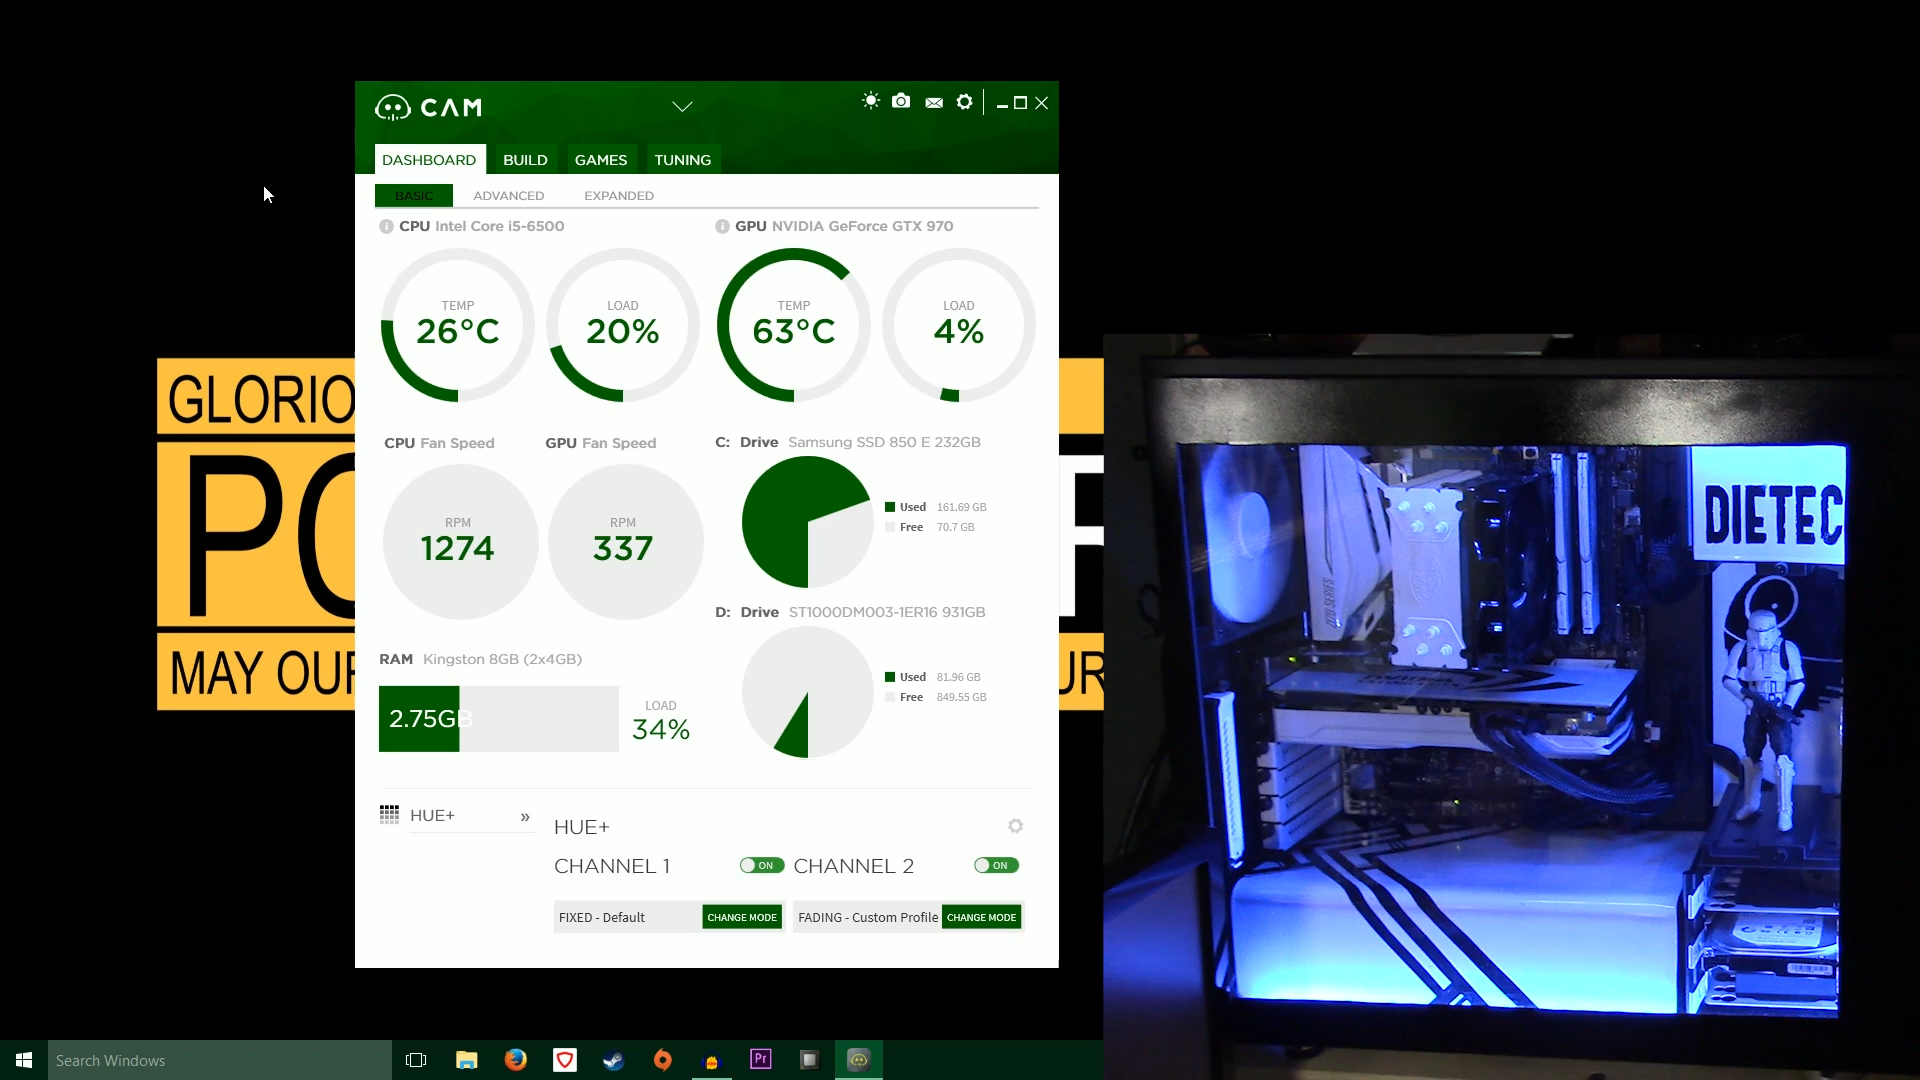 CAM
DASHBOARD BUILD GAMES TUNING
BASIC ADVANCED EXPANDED
CPU Intel Core i5-6500
GPU NVIDIA GeForce GTX 970
TEMP
26°C
LOAD
20%
TEMP
63°C
LOAD
4%
GLORIO
PC
MAY OUR
UR
CPU Fan Speed
GPU Fan Speed
RPM
1274
RPM
337
C: Drive Samsung SSD 850 E 232GB
Used 161.69 GB
Free 70.7 GB
D: Drive ST1000DM003-1ER16 931GB
Used 81.96 GB
Free 849.55 GB
RAM Kingston 8GB (2x4GB)
2.75GB
LOAD
34%
HUE+ »
HUE+
CHANNEL 1 ON
CHANNEL 2 ON
FIXED - Default CHANGE MODE
FADING - Custom Profile CHANGE MODE
DIETEC
Search Windows
Pr